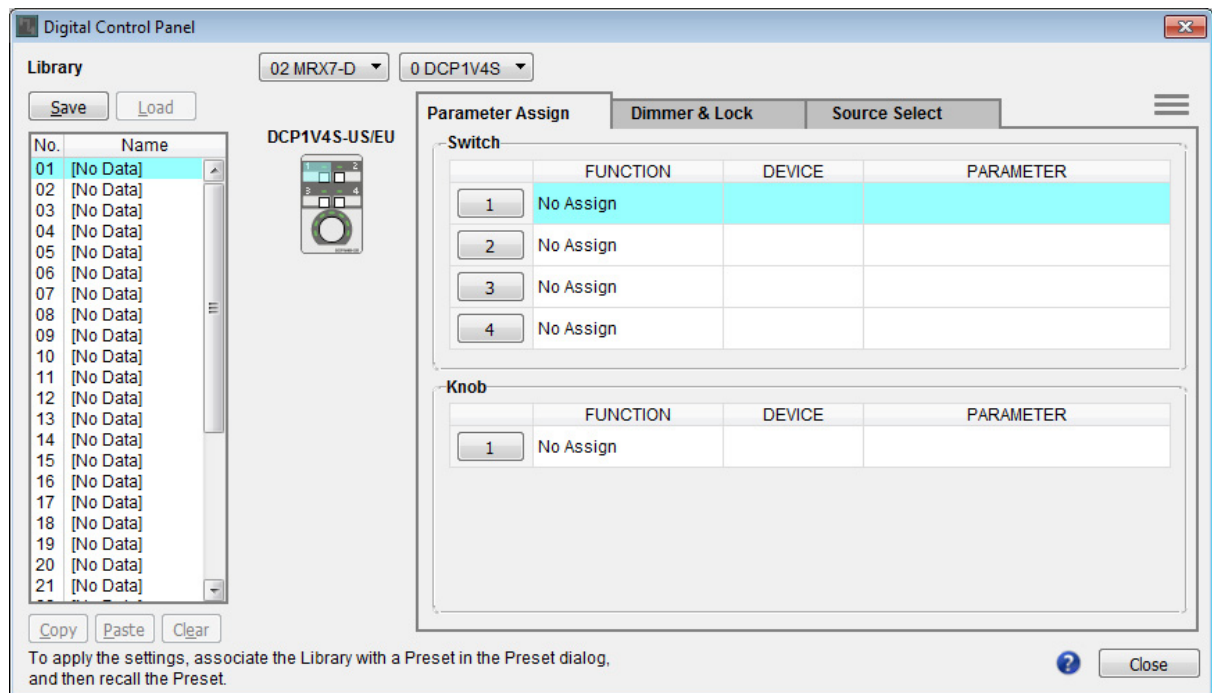 Digital Control Panel
Library
02 MRX7-D
0 DCP1V4S
Save
Load
No. Name
01 [No Data]
02 [No Data]
03 [No Data]
04 [No Data]
05 [No Data]
06 [No Data]
07 [No Data]
08 [No Data]
09 [No Data]
10 [No Data]
11 [No Data]
12 [No Data]
13 [No Data]
14 [No Data]
15 [No Data]
16 [No Data]
17 [No Data]
18 [No Data]
19 [No Data]
20 [No Data]
21 [No Data]
Copy
Paste
Clear
DCP1V4S-US/EU
1 2
3 4
Parameter Assign
Dimmer & Lock
Source Select
Switch
FUNCTION DEVICE PARAMETER
1 No Assign
2 No Assign
3 No Assign
4 No Assign
Knob
FUNCTION DEVICE PARAMETER
1 No Assign
To apply the settings, associate the Library with a Preset in the Preset dialog,
and then recall the Preset.
?
Close